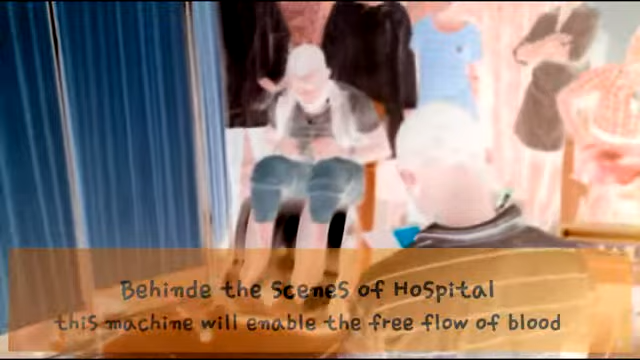 Behinde the Scenes of HoSpital
this machine will enable the free flow of blood